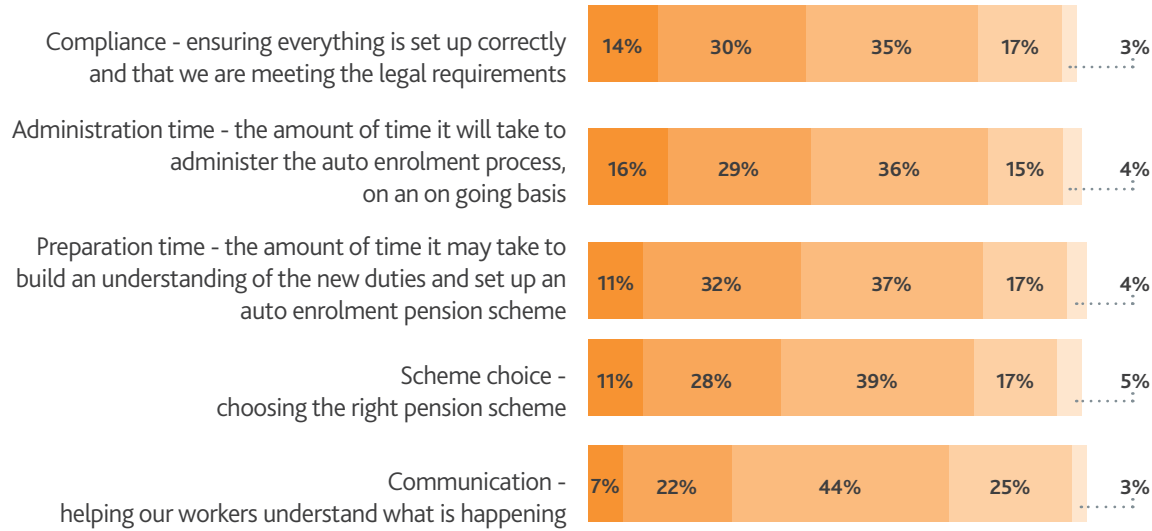 Compliance - ensuring everything is set up correctly
and that we are meeting the legal requirements
14% 30% 35% 17% 3%
Administration time - the amount of time it will take to
administer the auto enrolment process,
on an on going basis
16% 29% 36% 15% 4%
Preparation time - the amount of time it may take to
build an understanding of the new duties and set up an
auto enrolment pension scheme
11% 32% 37% 17% 4%
Scheme choice -
choosing the right pension scheme
11% 28% 39% 17% 5%
Communication -
helping our workers understand what is happening
7% 22% 44% 25% 3%